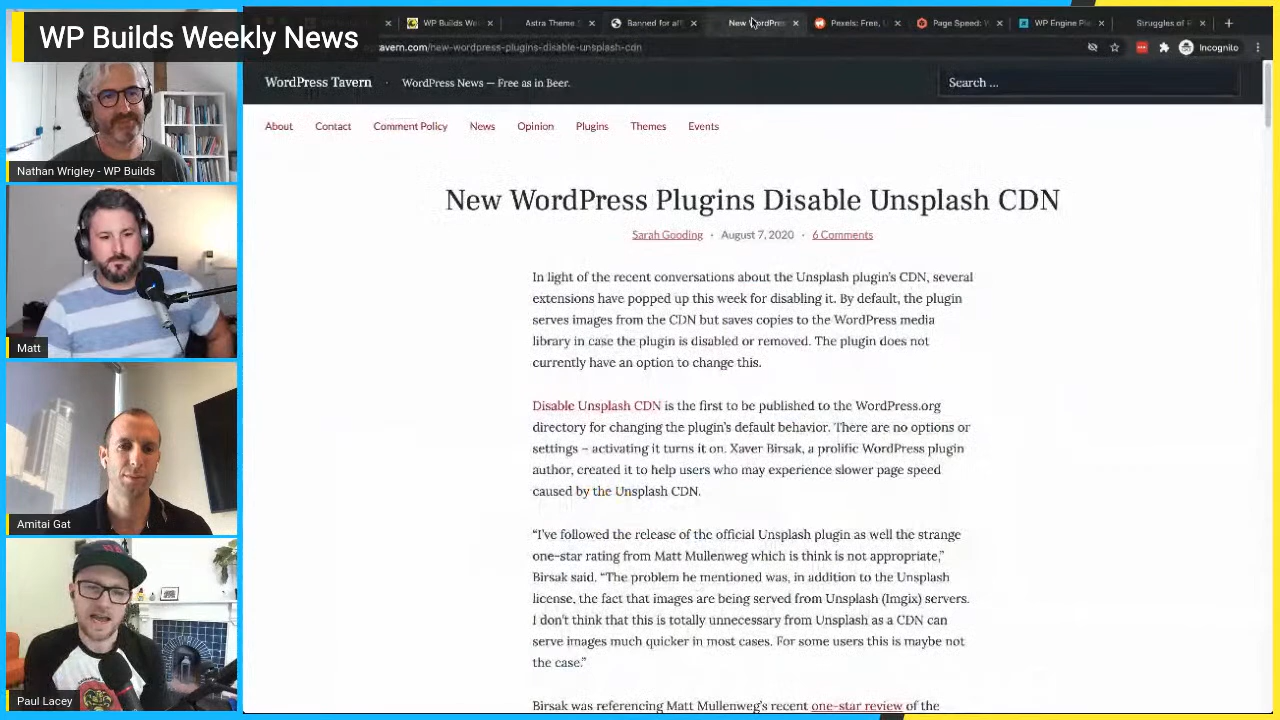 WP Builds Weekly News
WP Builds We
Astra Theme S
Banned for aff
New WordPres
Pexels: Free, U
Page Speed: W
WP Engine Ple
Struggles of F
avern.com/new-wordpress-plugins-disable-unsplash-cdn
Incognito
WordPress Tavern · WordPress News — Free as in Beer.
Search ...
About Contact Comment Policy News Opinion Plugins Themes Events
New WordPress Plugins Disable Unsplash CDN
Sarah Gooding · August 7, 2020 · 6 Comments
In light of the recent conversations about the Unsplash plugin's CDN, several
extensions have popped up this week for disabling it. By default, the plugin
serves images from the CDN but saves copies to the WordPress media
library in case the plugin is disabled or removed. The plugin does not
currently have an option to change this.
Disable Unsplash CDN is the first to be published to the WordPress.org
directory for changing the plugin's default behavior. There are no options or
settings – activating it turns it on. Xaver Birsak, a prolific WordPress plugin
author, created it to help users who may experience slower page speed
caused by the Unsplash CDN.
“I've followed the release of the official Unsplash plugin as well the strange
one-star rating from Matt Mullenweg which is think is not appropriate,”
Birsak said. “The problem he mentioned was, in addition to the Unsplash
license, the fact that images are being served from Unsplash (Imgix) servers.
I don't think that this is totally unnecessary from Unsplash as a CDN can
serve images much quicker in most cases. For some users this is maybe not
the case.”
Birsak was referencing Matt Mullenweg's recent one-star review of the
Nathan Wrigley - WP Builds
Matt
Amitai Gat
Paul Lacey